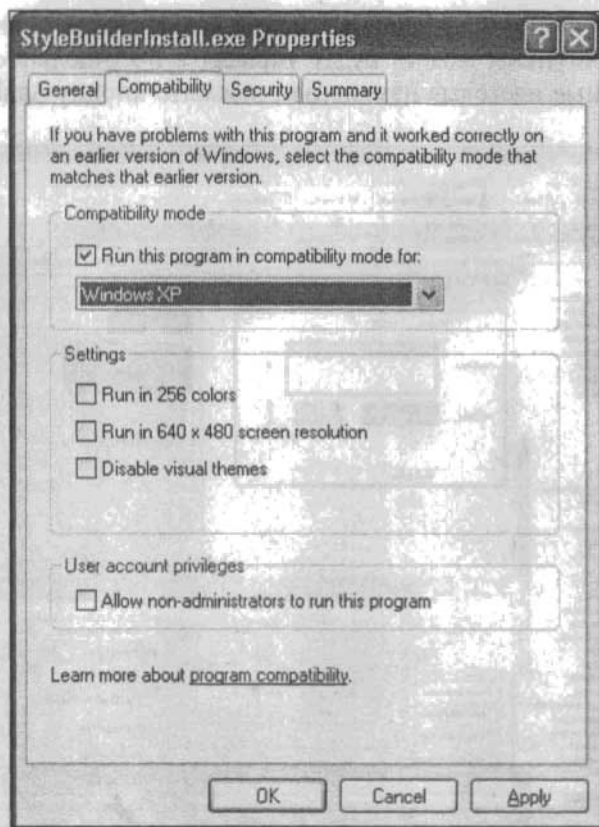 StyleBuilderInstall.exe Properties
General
Compatibility
Security
Summary
If you have problems with this program and it worked correctly on
an earlier version of Windows, select the compatibility mode that
matches that earlier version.
Compatibility mode
Run this program in compatibility mode for:
Windows XP
Settings
Run in 256 colors
Run in 640 x 480 screen resolution
Disable visual themes
User account privileges
Allow non-administrators to run this program
Learn more about program compatibility.
OK
Cancel
Apply